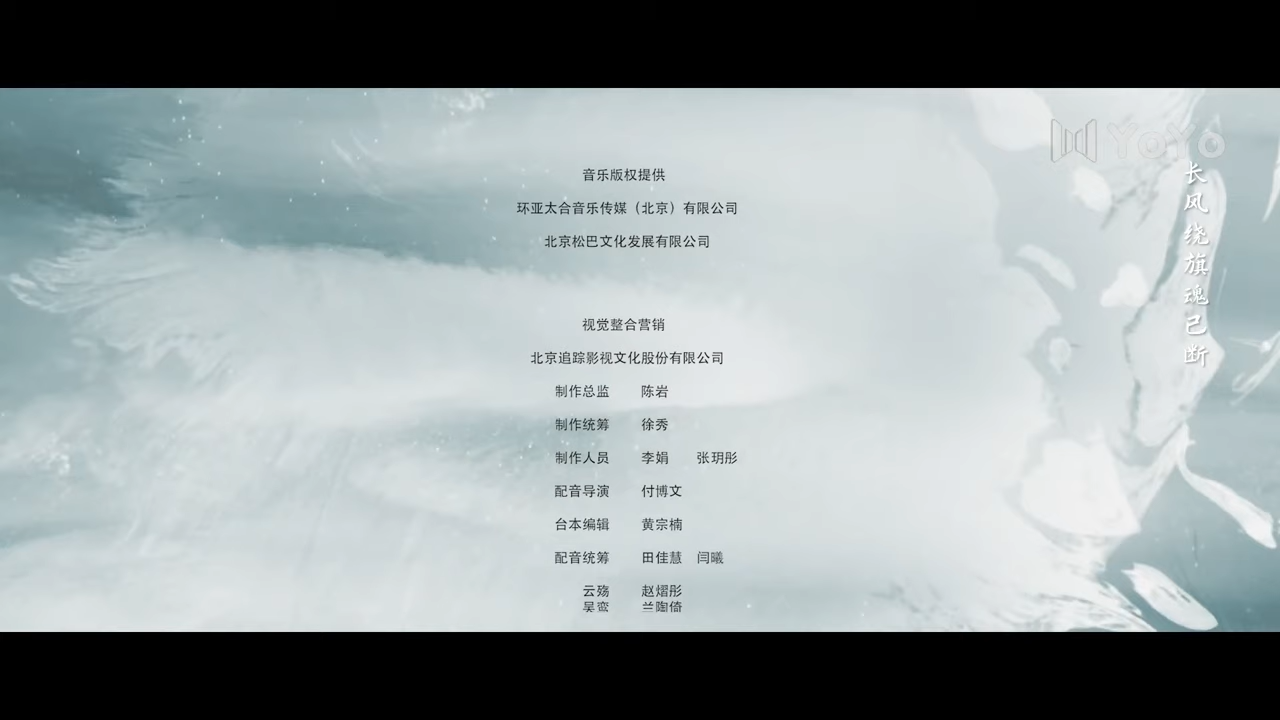 YoYo
音乐版权提供
环亚太合音乐传媒（北京）有限公司
北京松巴文化发展有限公司
视觉整合营销
北京追踪影视文化股份有限公司
制作总监 陈岩
制作统筹 徐秀
制作人员 李娟 张玥彤
配音导演 付博文
台本编辑 黄宗楠
配音统筹 田佳慧 闫曦
云殇 赵熠彤
长风绕旗魂已断